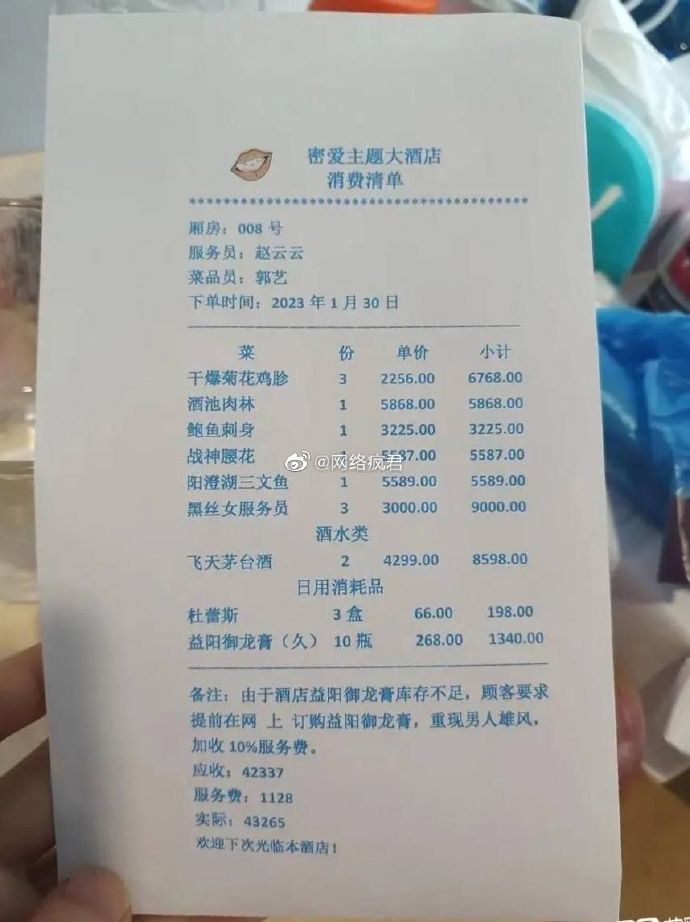 密爱主题大酒店
消费清单
********************************************
厢房：008 号
服务员：赵云云
菜品员：郭艺
下单时间：2023 年 1 月 30 日
菜 份 单价 小计
干爆菊花鸡胗 3 2256.00 6768.00
酒池肉林 1 5868.00 5868.00
鲍鱼刺身 1 3225.00 3225.00
战神腰花 1 5587.00 5587.00
@网络疯君
阳澄湖三文鱼 1 5589.00 5589.00
黑丝女服务员 3 3000.00 9000.00
酒水类
飞天茅台酒 2 4299.00 8598.00
日用消耗品
杜蕾斯 3 盒 66.00 198.00
益阳御龙膏（久） 10 瓶 268.00 1340.00
备注：由于酒店益阳御龙膏库存不足，顾客要求
提前在网 上 订购益阳御龙膏，重现男人雄风，
加收 10%服务费。
应收：42337
服务费：1128
实际：43265
欢迎下次光临本酒店！